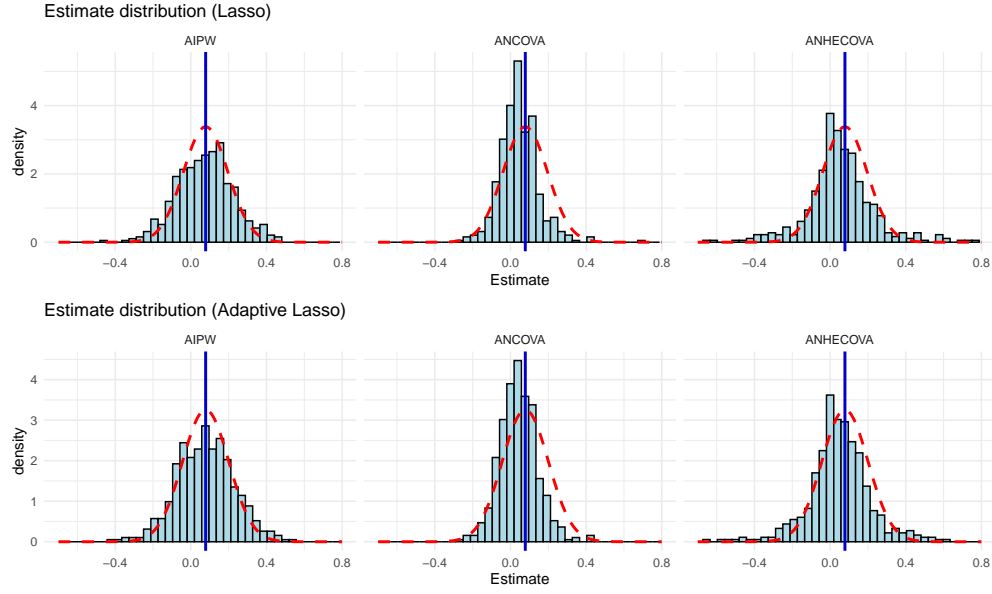 Estimate distribution (Lasso)
AIPW ANCOVA ANHECOVA
density
4
2
0
−0.4 0.0 0.4 0.8 −0.4 0.0 0.4 0.8 −0.4 0.0 0.4 0.8
Estimate
Estimate distribution (Adaptive Lasso)
AIPW ANCOVA ANHECOVA
density
4
3
2
1
0
−0.4 0.0 0.4 0.8 −0.4 0.0 0.4 0.8 −0.4 0.0 0.4 0.8
Estimate